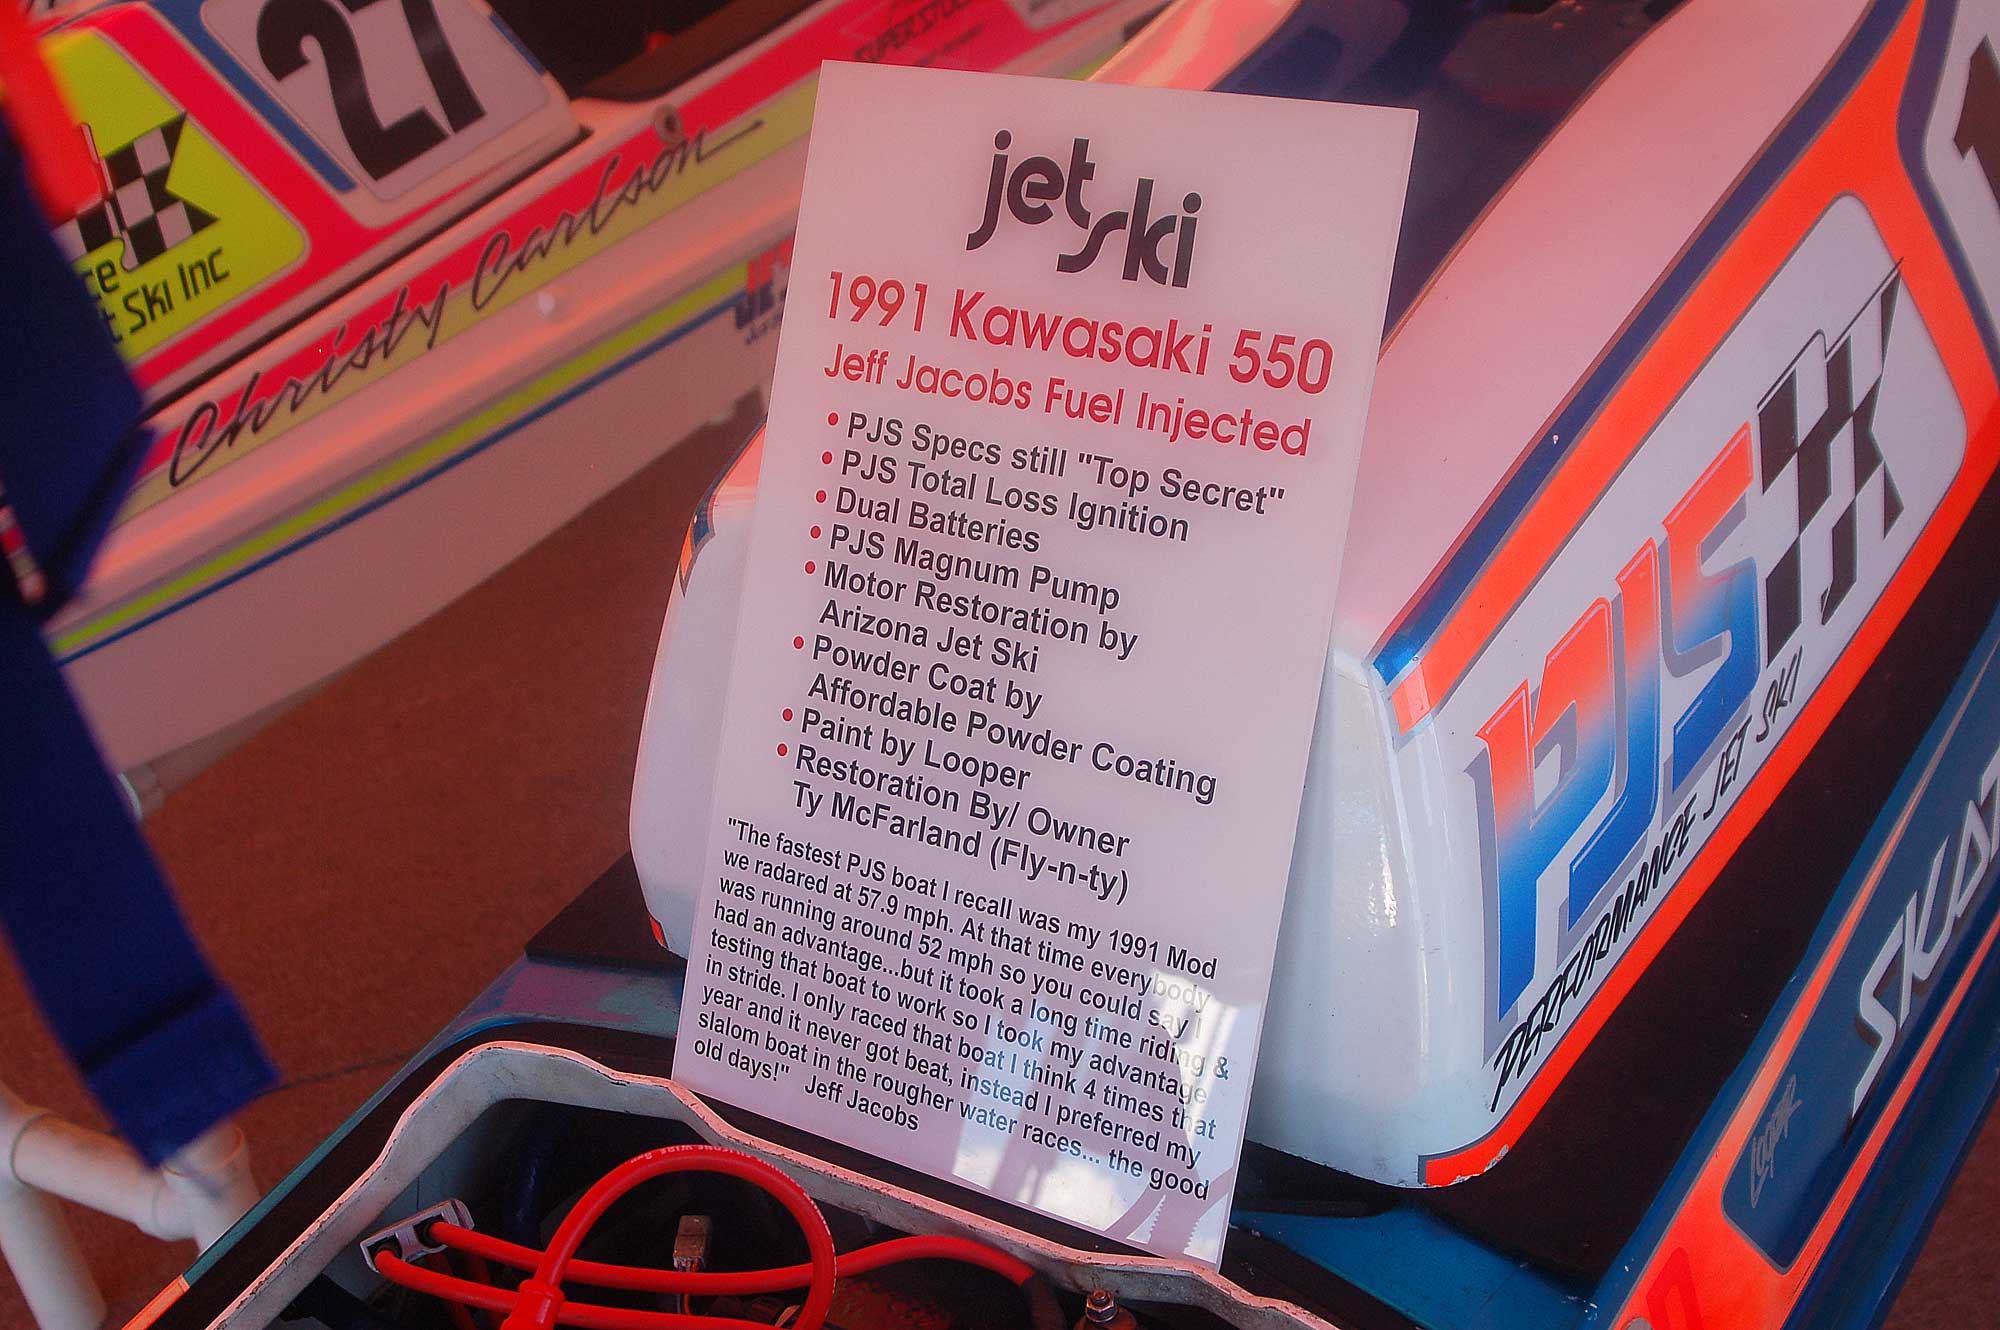 27
SUPER STOCK
ce
t Ski Inc
Christy Carlson
jet ski
1991 Kawasaki 550
Jeff Jacobs Fuel Injected
• PJS Specs still "Top Secret"
• PJS Total Loss Ignition
• Dual Batteries
• PJS Magnum Pump
• Motor Restoration by
Arizona Jet Ski
• Powder Coat by
Affordable Powder Coating
• Paint by Looper
• Restoration By/ Owner
Ty McFarland (Fly-n-ty)
"The fastest PJS boat I recall was my 1991 Mod
we radared at 57.9 mph. At that time everybody
was running around 52 mph so you could say i
had an advantage...but it took a long time riding &
testing that boat to work so I took my advantage
in stride. I only raced that boat I think 4 times that
year and it never got beat, instead I preferred my
slalom boat in the rougher water races... the good
old days!" Jeff Jacobs
PJS
PERFORMANCE JET SKI
SKAT
Looper
1